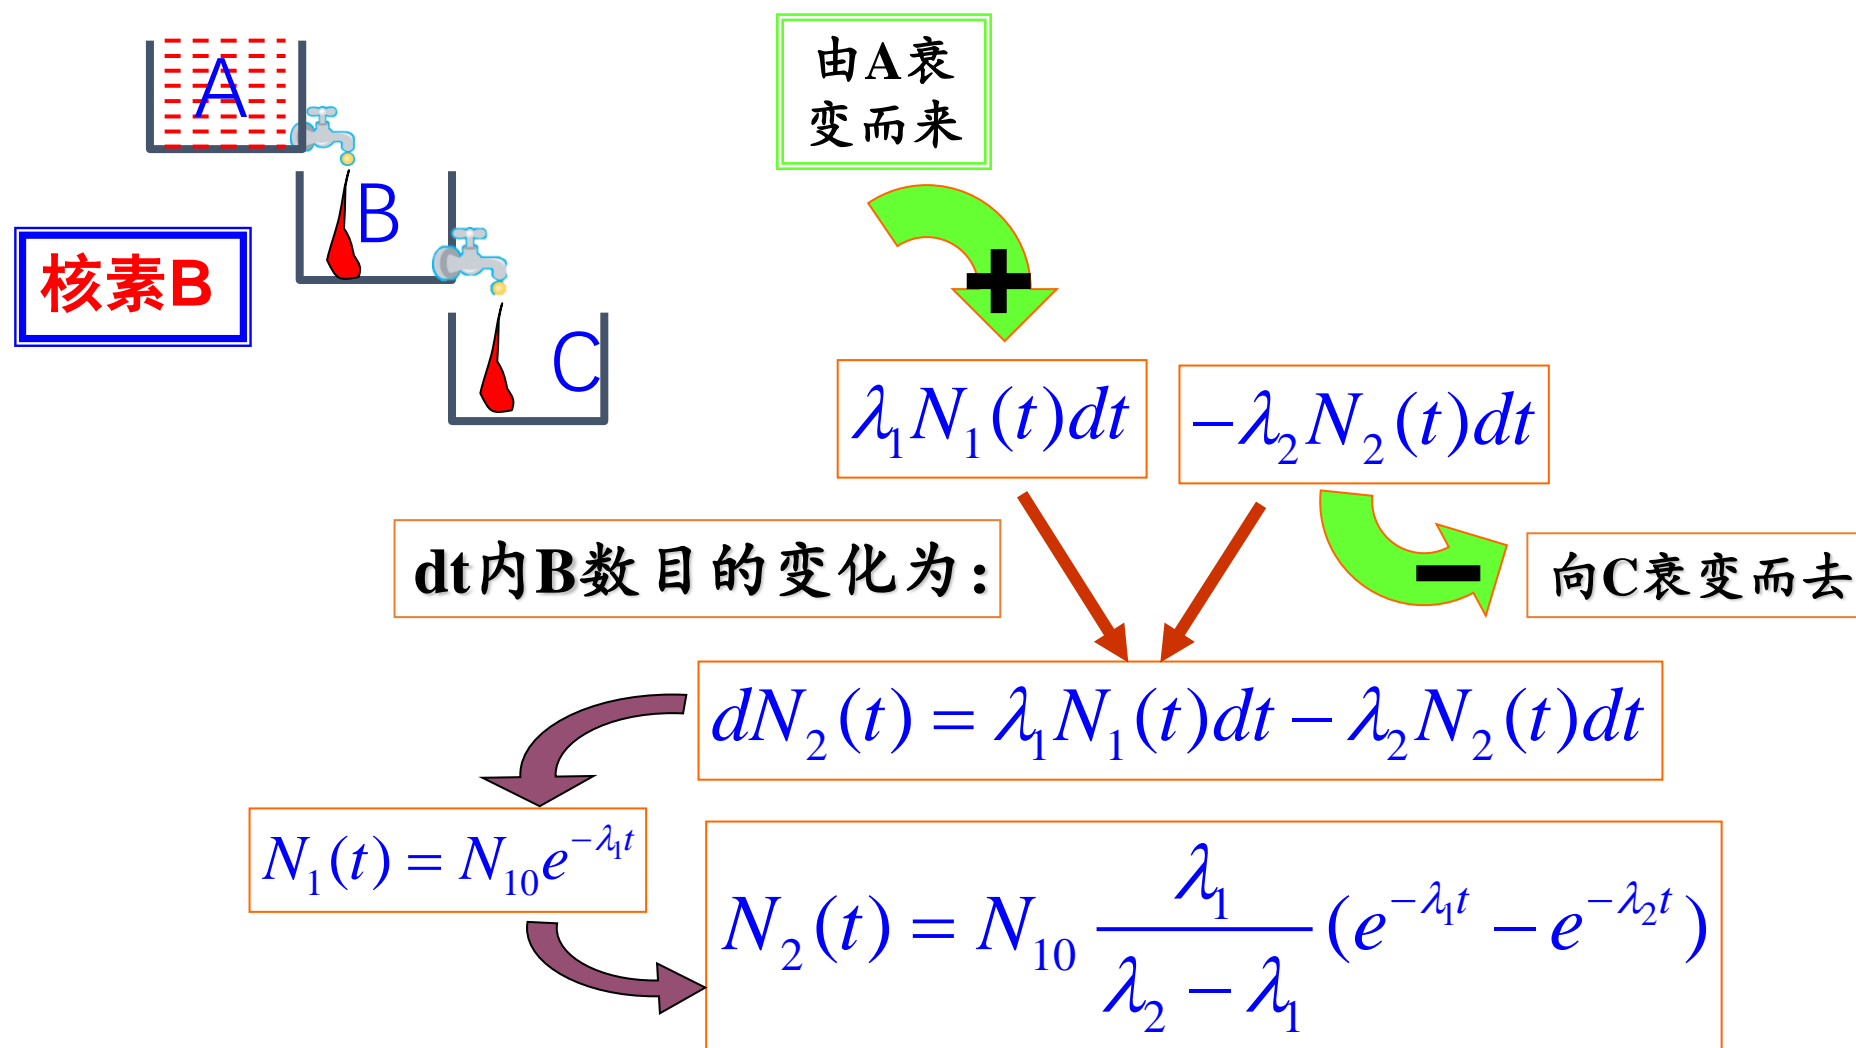 A
B
C
核素B
由A衰
变而来
+
λ₁N₁(t)dt
−λ₂N₂(t)dt
dt内B数目的变化为：
−
向C衰变而去
dN₂(t) = λ₁N₁(t)dt − λ₂N₂(t)dt
N₁(t) = N₁₀e^{−λ₁t}
N₂(t) = N₁₀ \frac{λ₁}{λ₂ − λ₁} (e^{−λ₁t} − e^{−λ₂t})